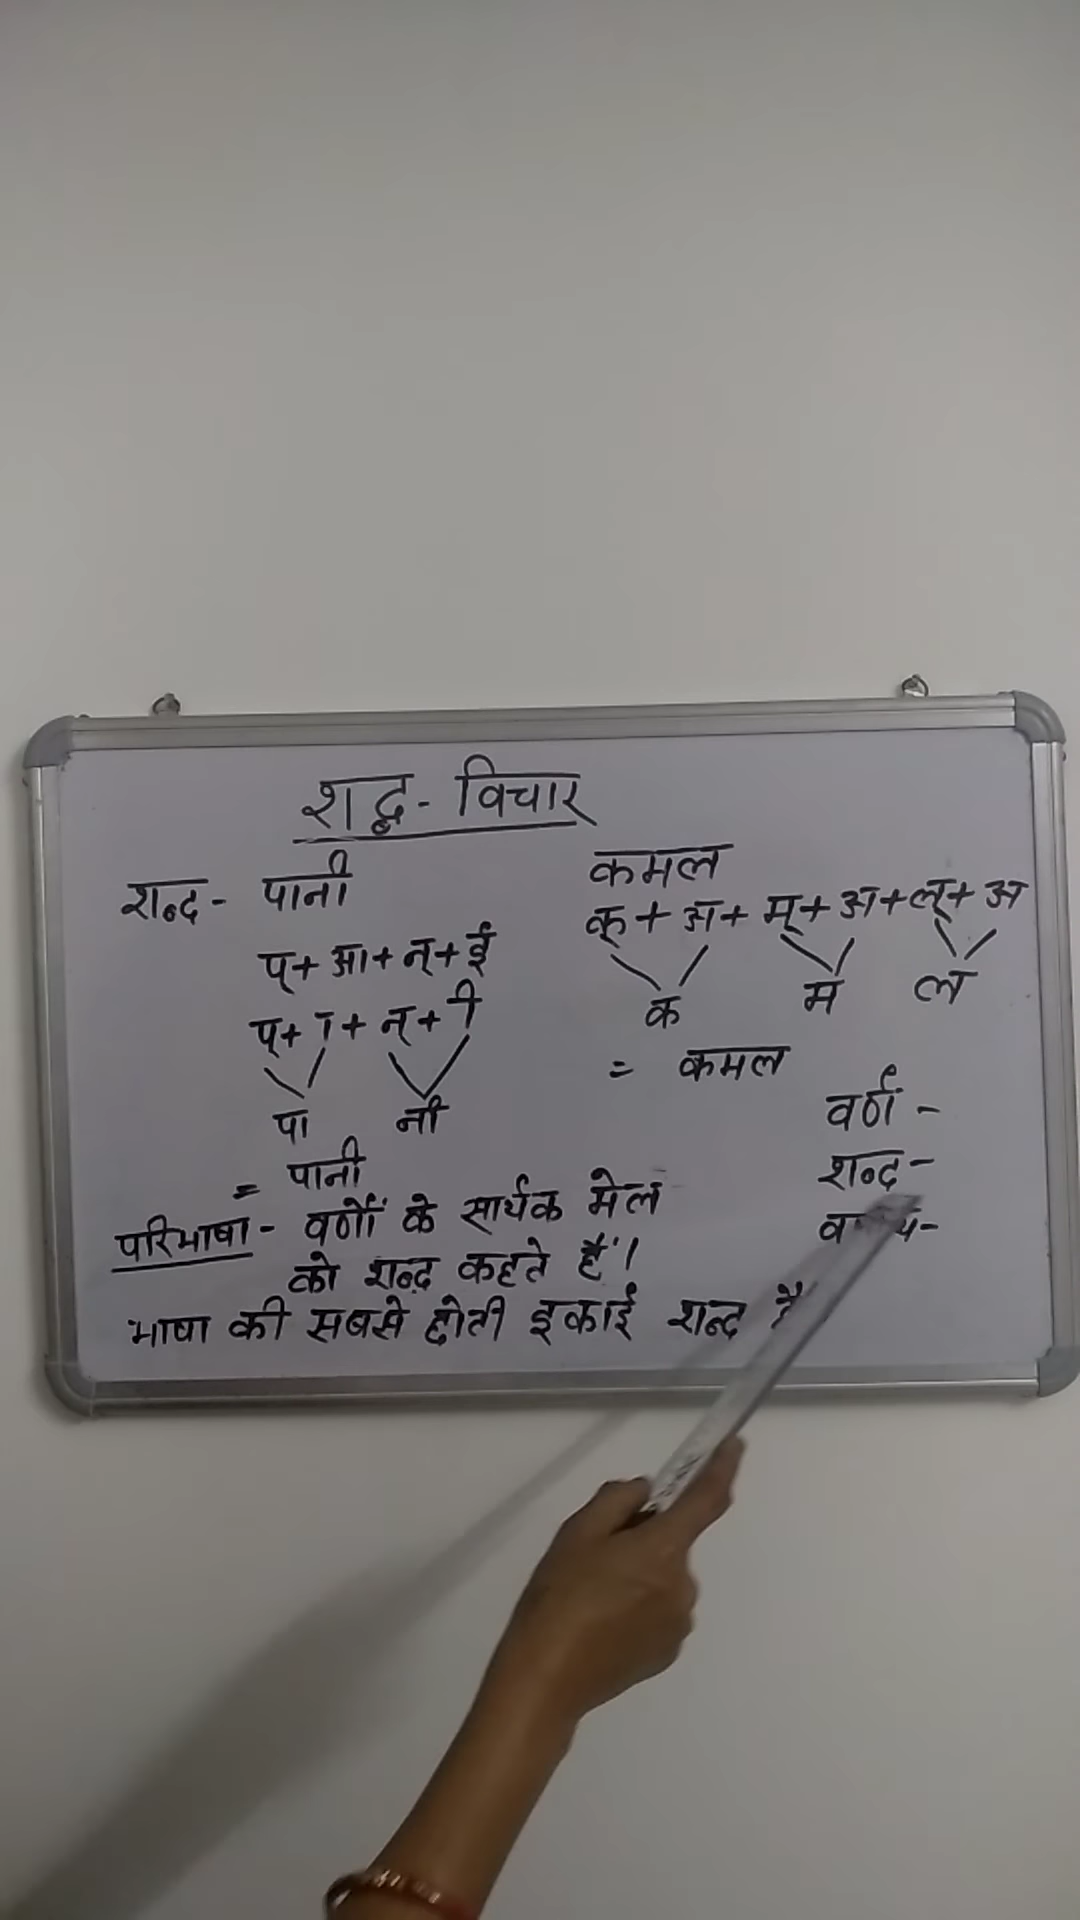 शब्द - विचार
शब्द - पानी
प् + आ + न् + ई
प् + ा + न् + ी
पा नी
= पानी
कमल
क् + अ + म् + अ + ल् + अ
क म ल
= कमल
वर्ण -
शब्द -
परिभाषा - वर्णों के सार्थक मेल
को शब्द कहते हैं।
भाषा की सबसे छोटी इकाई शब्द है